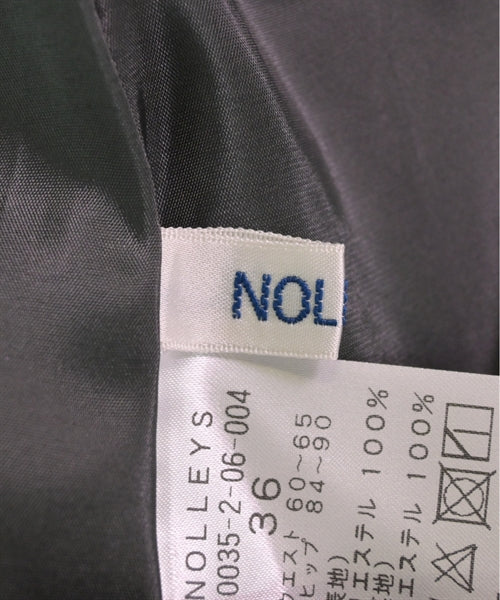 NOL
NOLLEYS
0035-2-06-004
36
ウエスト 60～65
ヒップ 84～90
表地)
エステル 100%
地)
エステル 100%